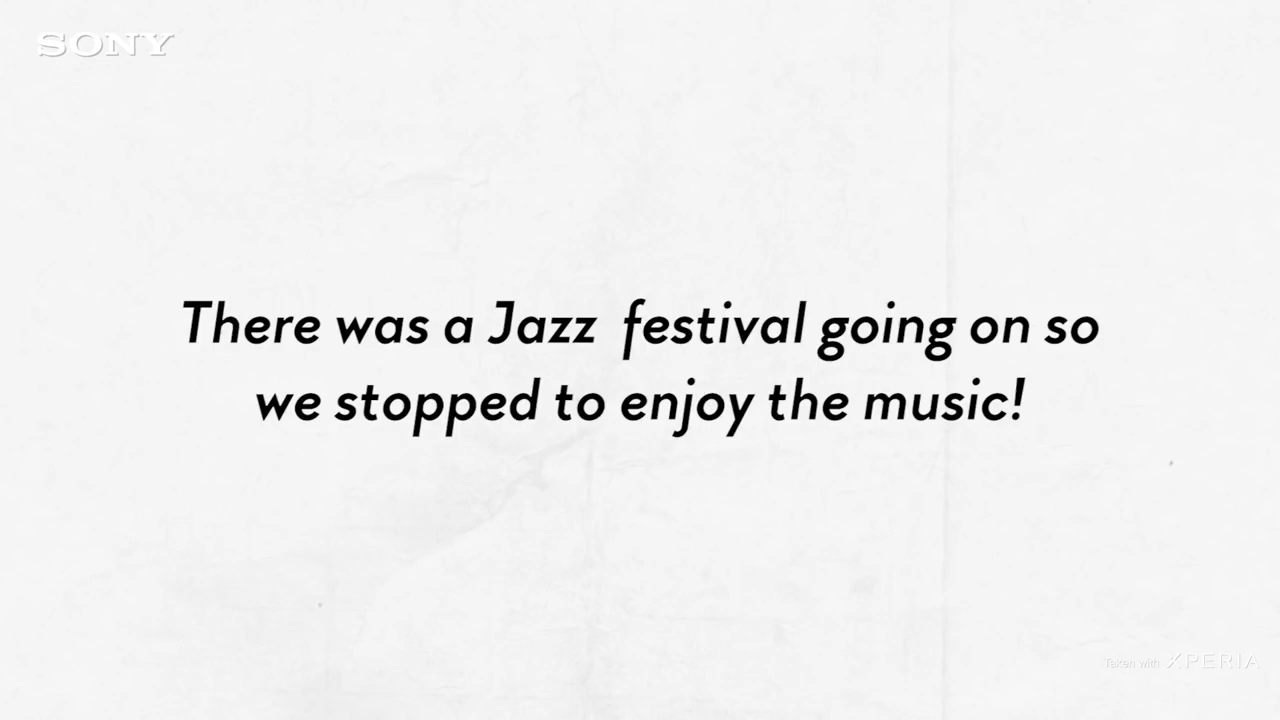 SONY
There was a Jazz festival going on so
we stopped to enjoy the music!
Taken with XPERIA